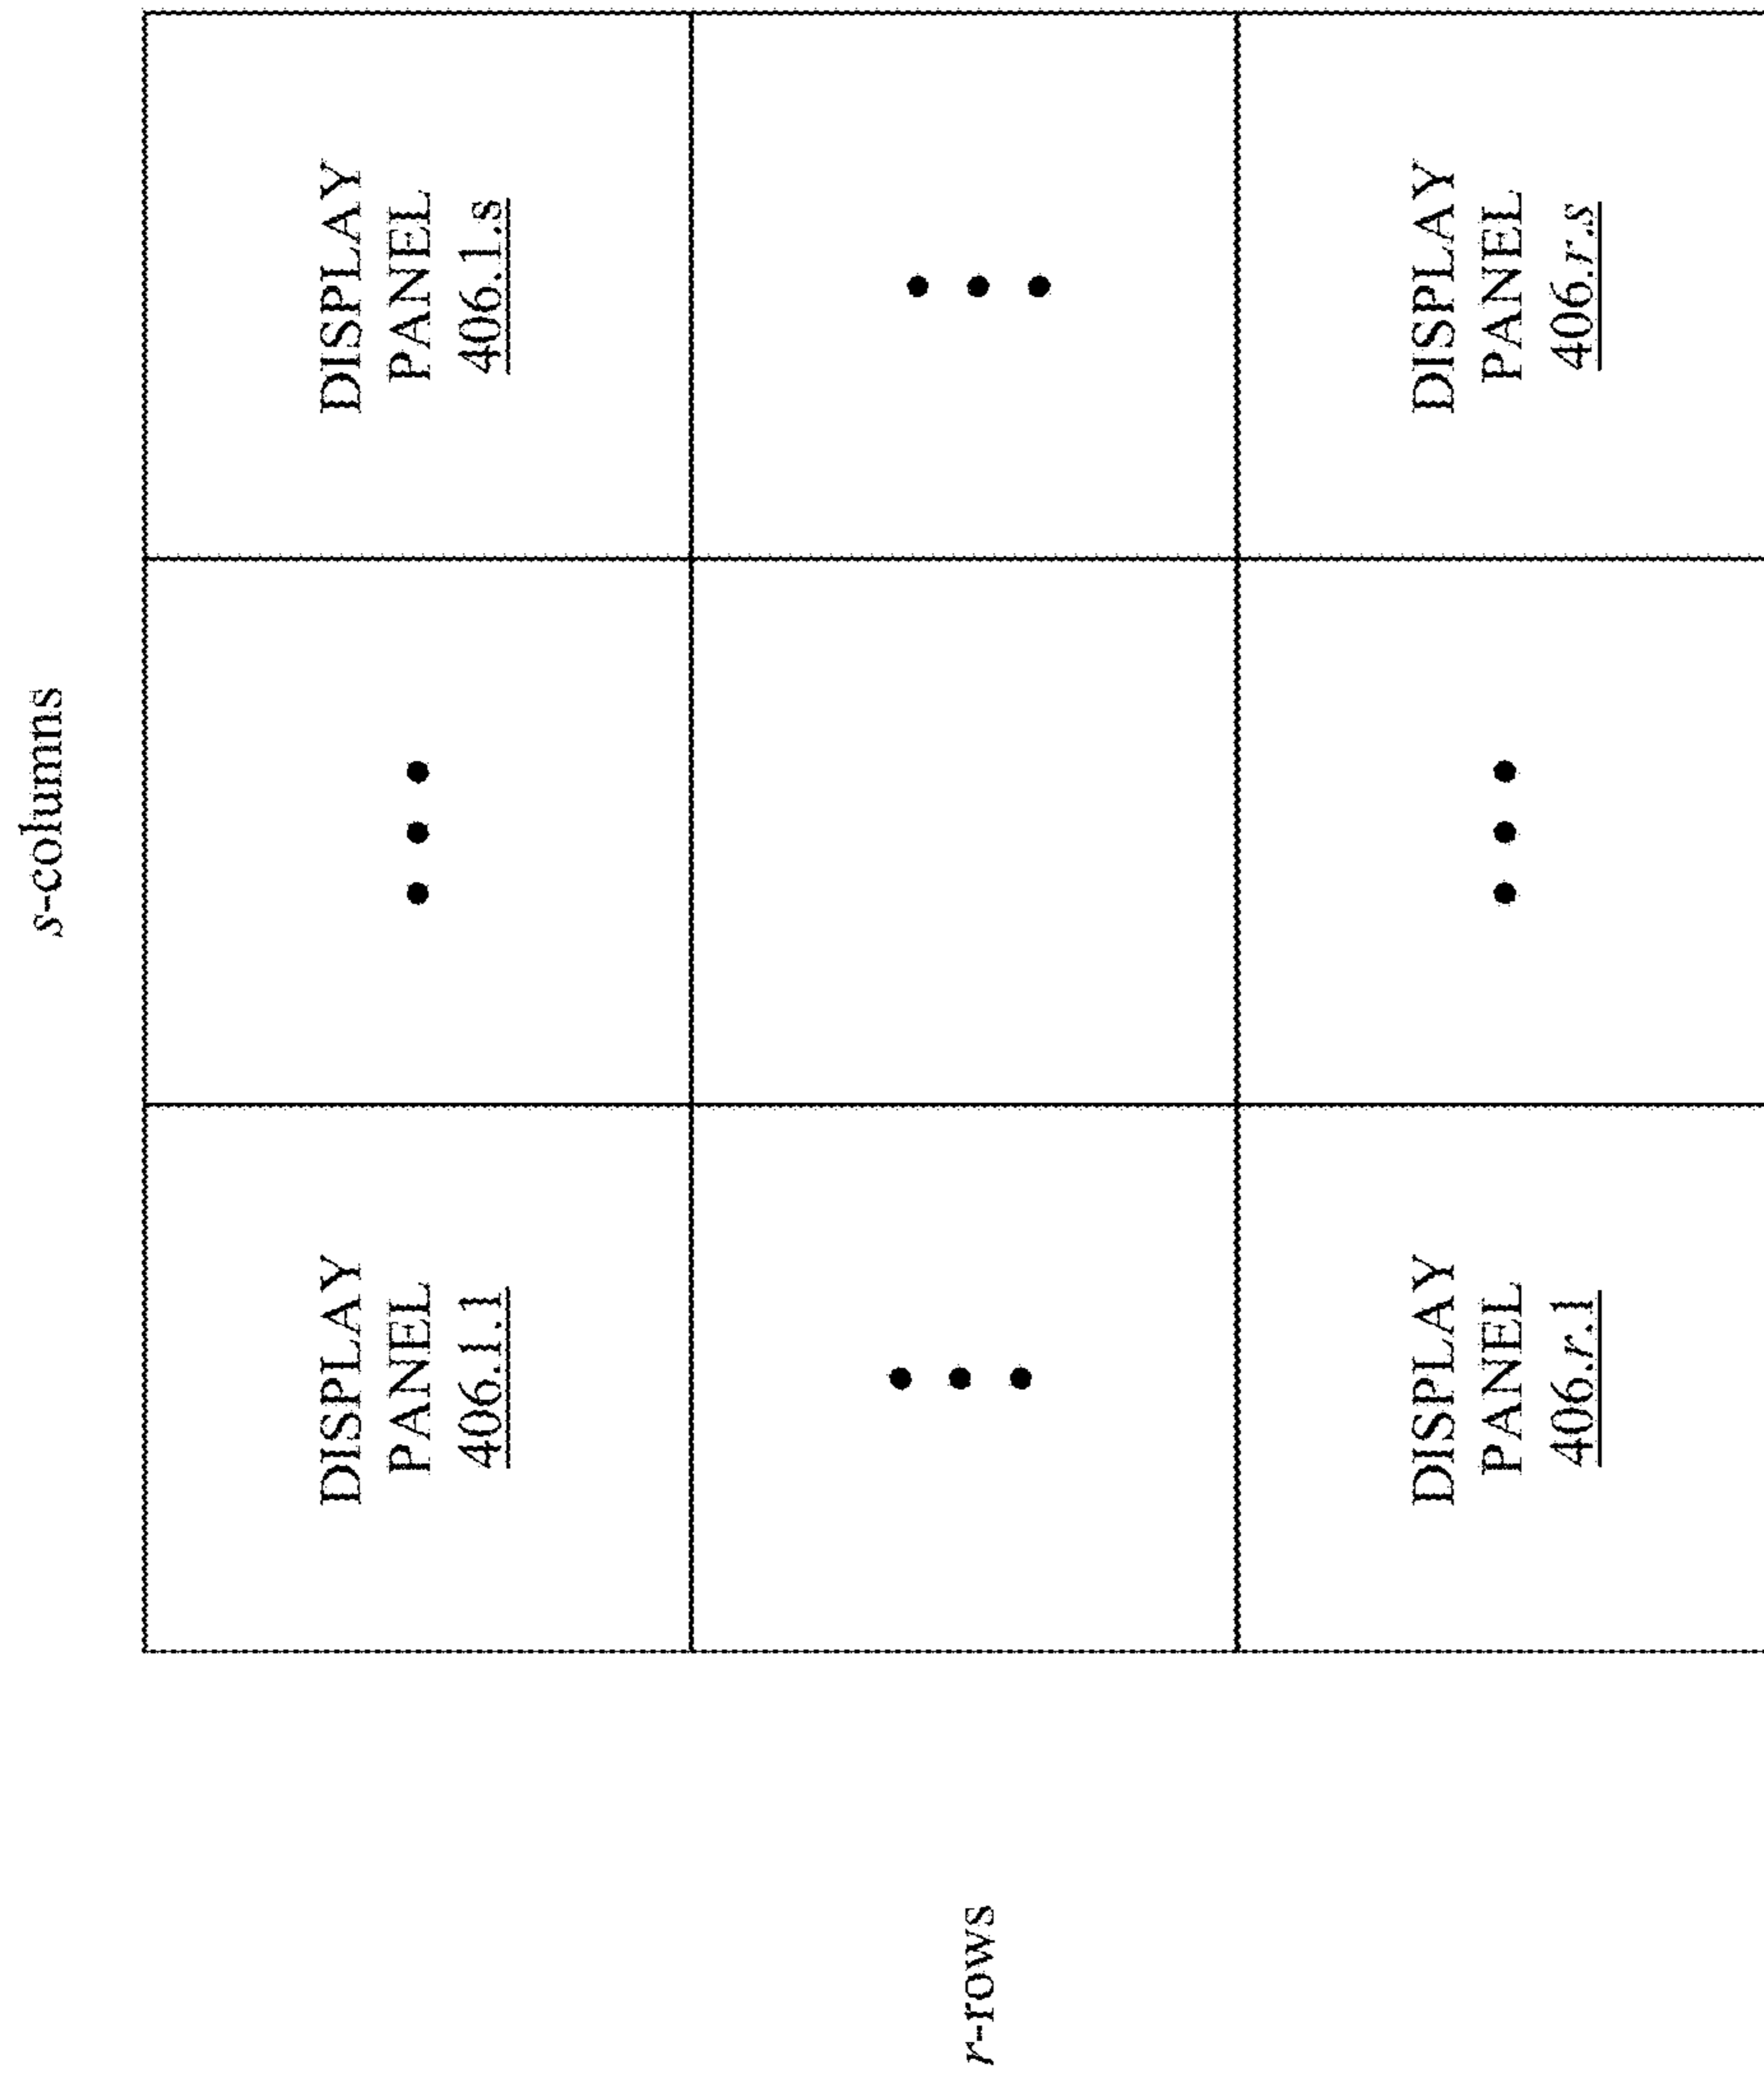 s-columns
DISPLAY
PANEL
406.1.1
DISPLAY
PANEL
406.1.s
r-rows
DISPLAY
PANEL
406.r.1
DISPLAY
PANEL
406.r.s